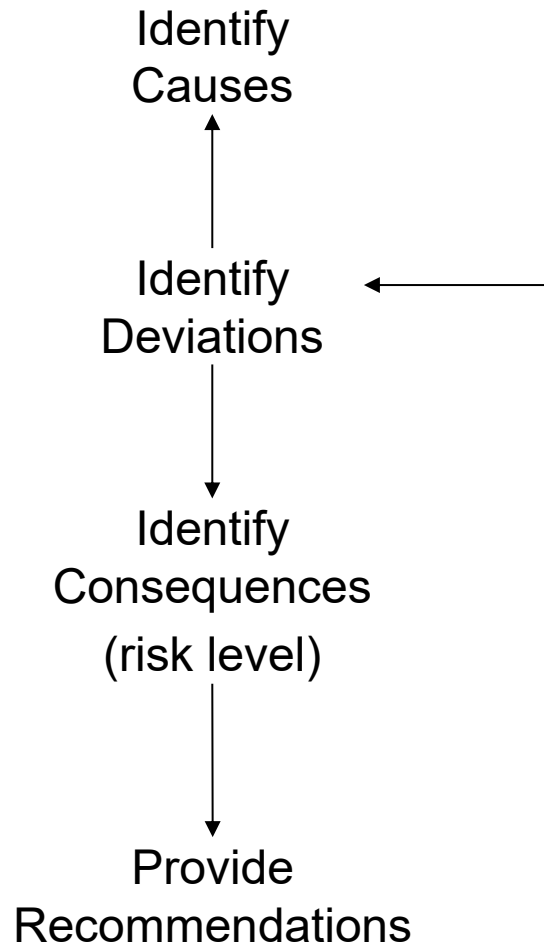 Identify
Causes
Identify
Deviations
Identify
Consequences
(risk level)
Provide
Recommendations